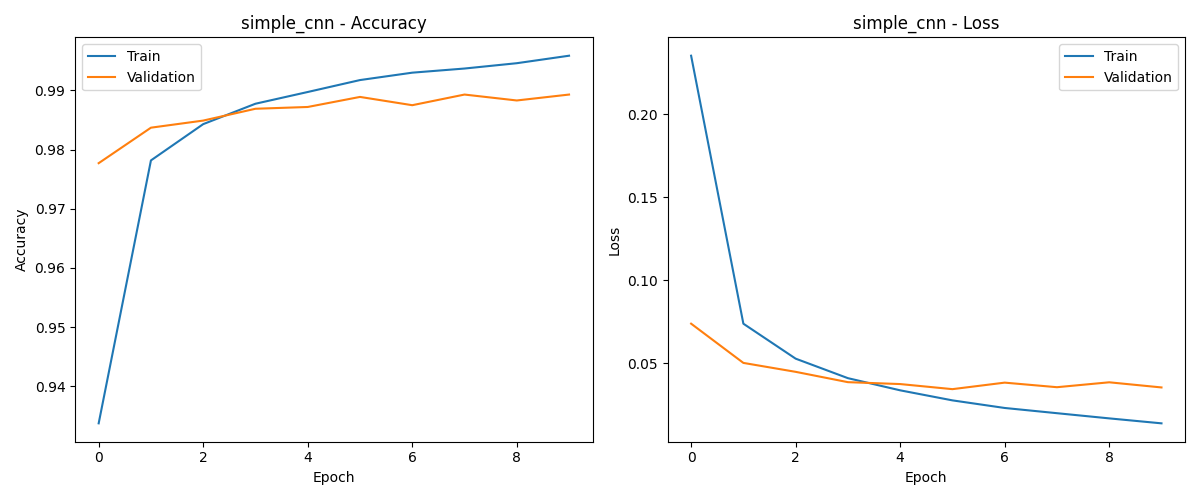 simple_cnn - Accuracy
Train
Validation
0.99
0.98
0.97
0.96
0.95
0.94
Accuracy
0 2 4 6 8
Epoch
simple_cnn - Loss
Train
Validation
0.20
0.15
0.10
0.05
Loss
0 2 4 6 8
Epoch